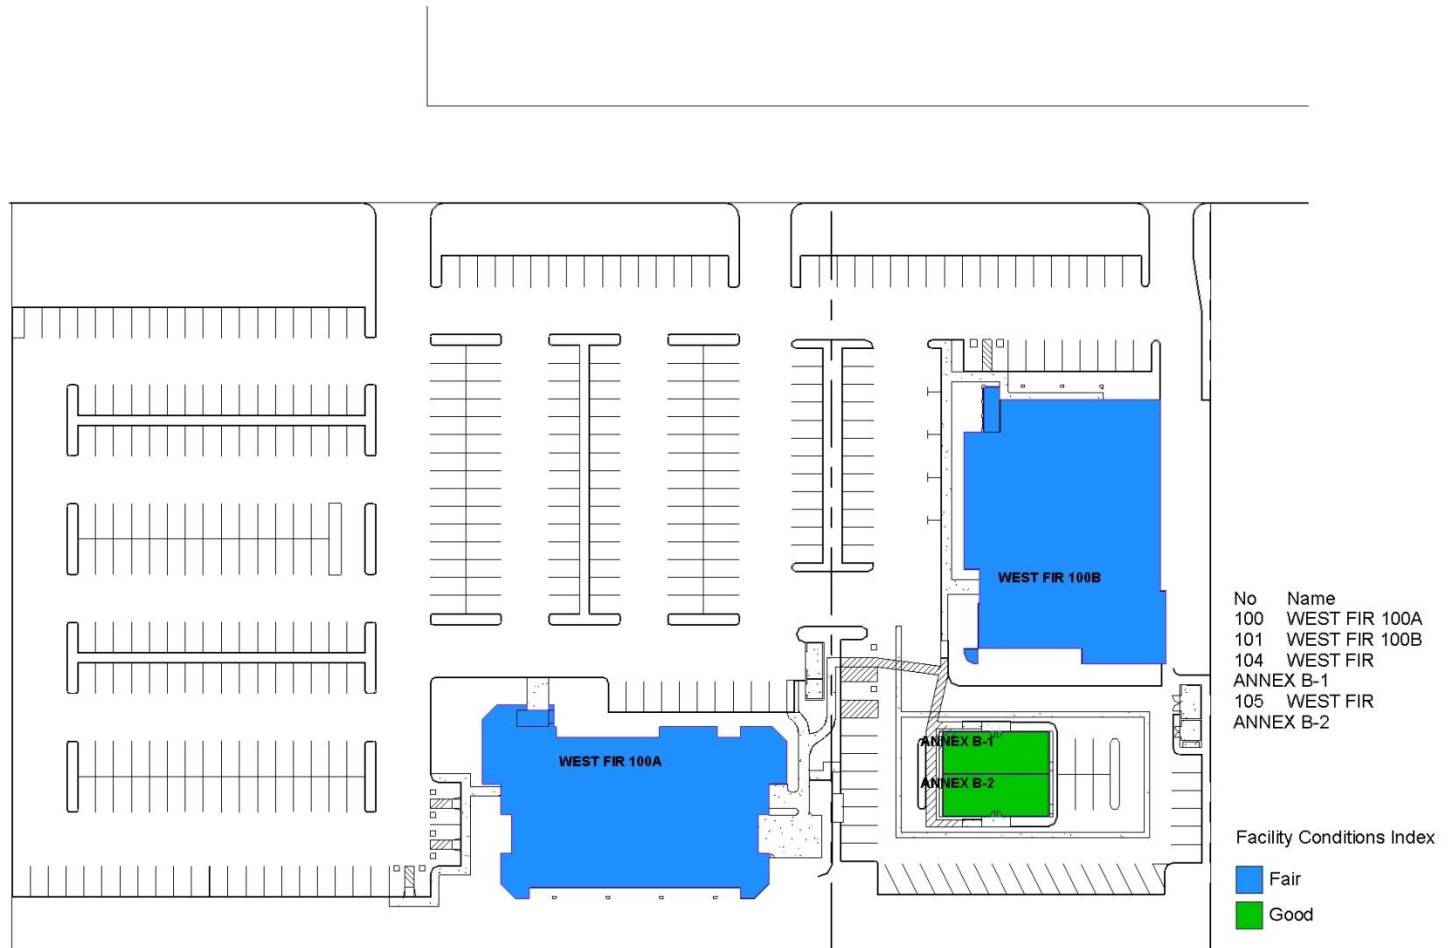 WEST FIR 100B
WEST FIR 100A
ANNEX B-1
ANNEX B-2
No Name
100 WEST FIR 100A
101 WEST FIR 100B
104 WEST FIR
ANNEX B-1
105 WEST FIR
ANNEX B-2
Facility Conditions Index
Fair
Good